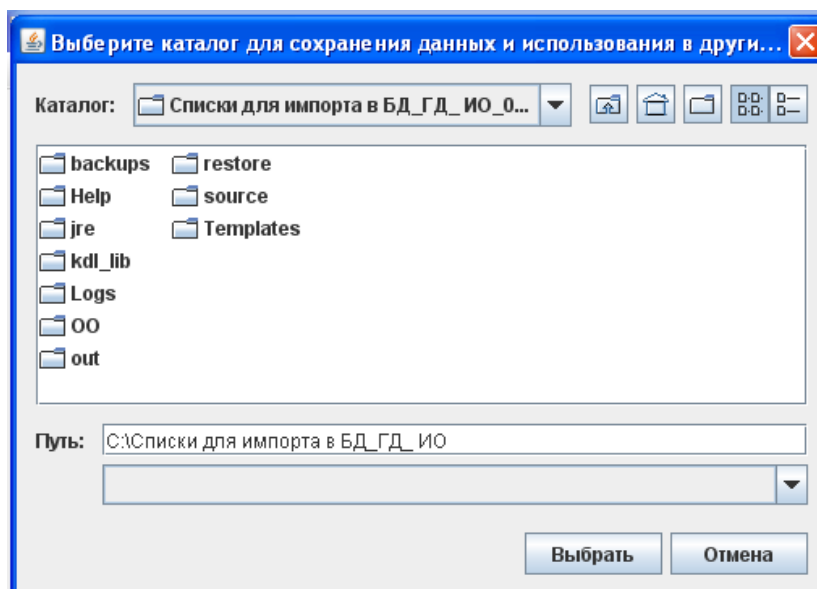 Выберите каталог для сохранения данных и использования в други...
Каталог: Списки для импорта в БД_ГД_ ИО_0...
backups restore
Help source
jre Templates
kdl_lib
Logs
OO
out
Путь: C:\Списки для импорта в БД_ГД_ ИО
Выбрать Отмена